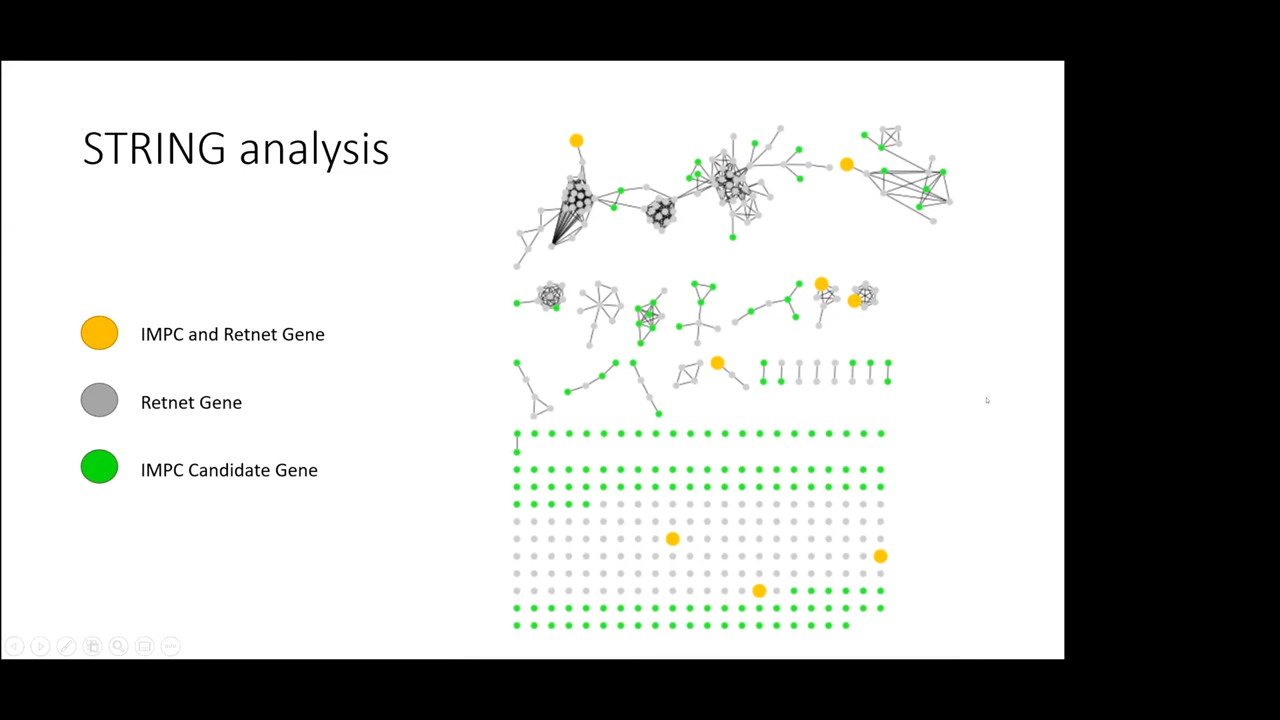 STRING analysis
IMPC and Retnet Gene
Retnet Gene
IMPC Candidate Gene